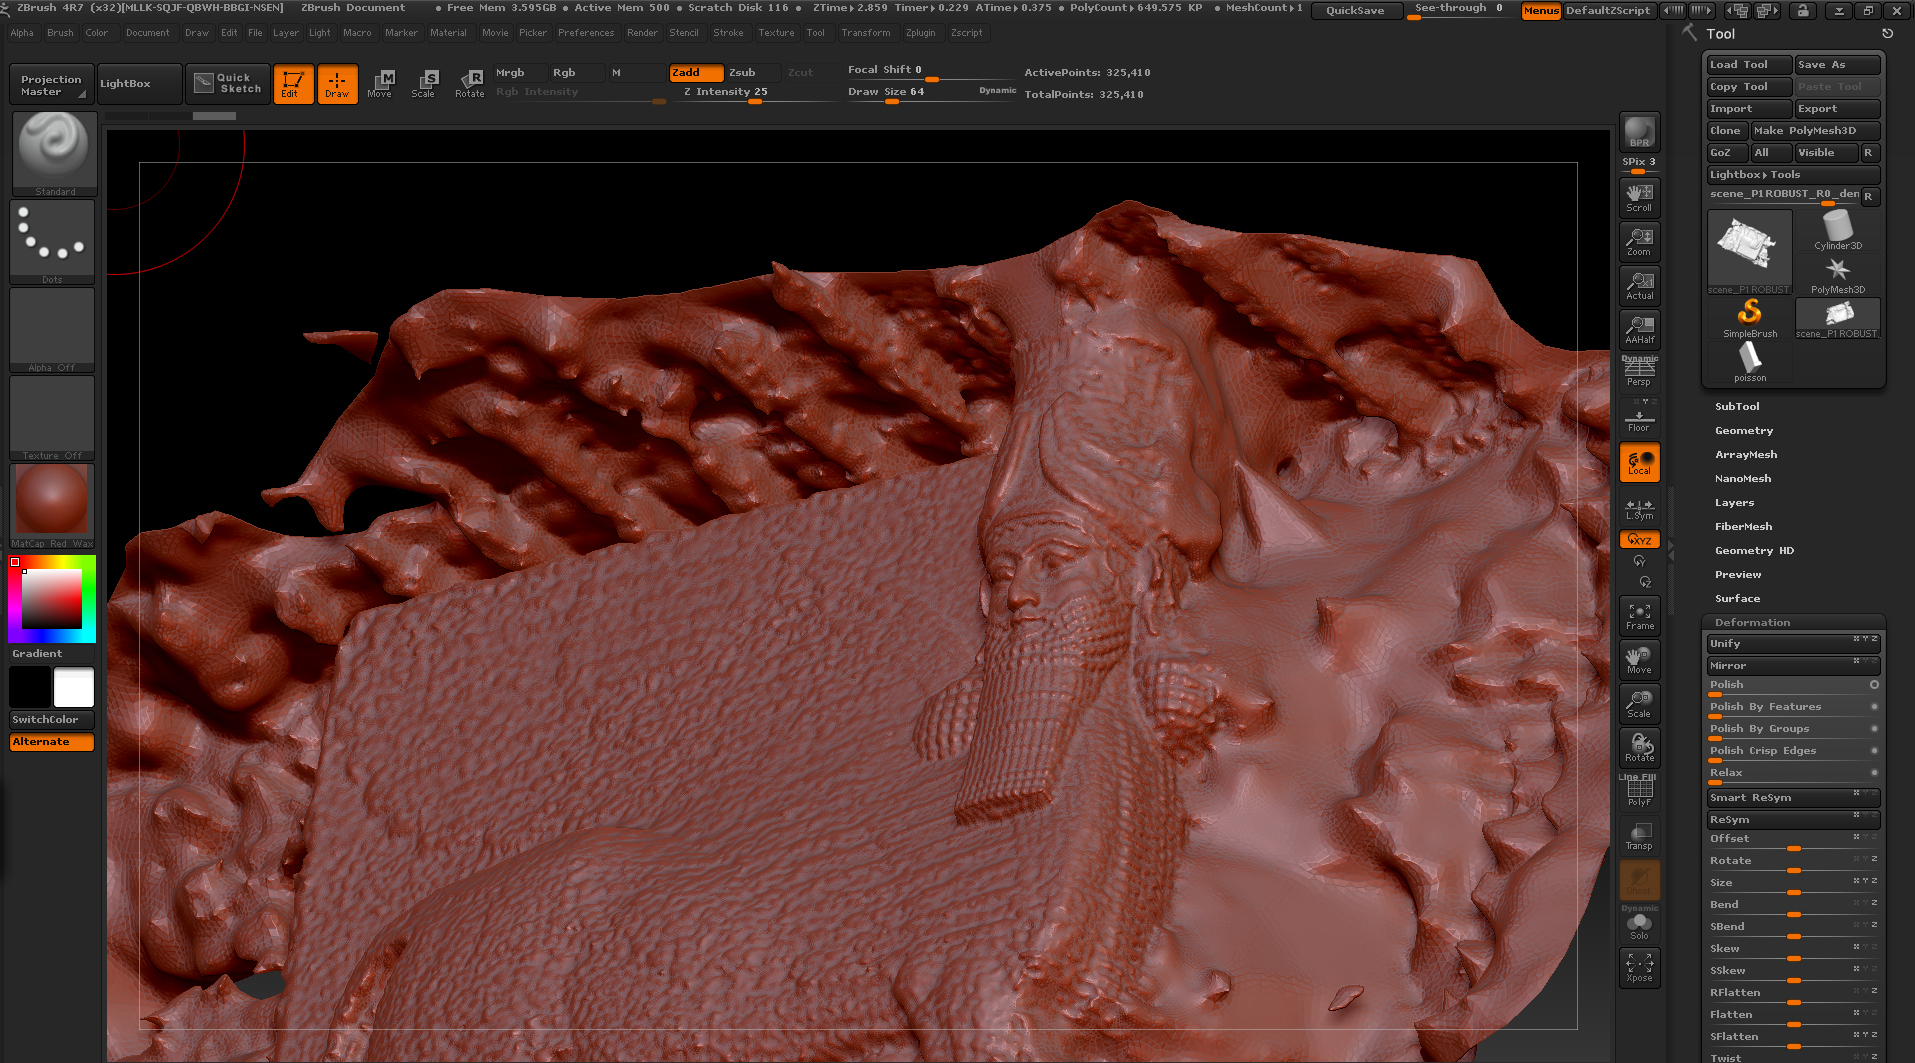 ZBrush 4R7 (x32)[MLLK-SQJF-QBWH-BBGI-NSEN] ZBrush Document • Free Mem 3.595GB • Active Mem 500 • Scratch Disk 116 • ZTime▸2.859 Timer▸0.229 ATime▸0.375 • PolyCount▸649.575 KP • MeshCount▸1 QuickSave See-through 0 Menus DefaultZScript
Alpha Brush Color Document Draw Edit File Layer Light Macro Marker Material Movie Picker Preferences Render Stencil Stroke Texture Tool Transform Zplugin Zscript
Projection Master
LightBox
Quick Sketch
Edit
Draw
Move
Scale
Rotate
Mrgb Rgb M Zadd Zsub Zcut
Rgb Intensity Z Intensity 25
Focal Shift 0
Draw Size 64 Dynamic
ActivePoints: 325,410
TotalPoints: 325,410
Standard
Dots
Alpha Off
Texture Off
MatCap Red Wax
Gradient
SwitchColor
Alternate
BPR
SPix 3
Scroll
Zoom
Actual
AAHalf
Dynamic
Persp
Floor
Local
L.Sym
XYZ
Y
Z
Frame
Move
Scale
Rotate
Line Fill
PolyF
Transp
Ghost
Dynamic
Solo
Xpose
Tool
Load Tool Save As
Copy Tool Paste Tool
Import Export
Clone Make PolyMesh3D
GoZ All Visible R
Lightbox▸Tools
scene_P1ROBUST_R0_den R
scene_P1ROBUST
Cylinder3D
PolyMesh3D
SimpleBrush
scene_P1ROBUST
poisson
SubTool
Geometry
ArrayMesh
NanoMesh
Layers
FiberMesh
Geometry HD
Preview
Surface
Deformation
Unify X Y Z
Mirror X Y Z
Polish
Polish By Features
Polish By Groups
Polish Crisp Edges
Relax
Smart ReSym X Y Z
ReSym X Y Z
Offset X Y Z
Rotate X Y Z
Size X Y Z
Bend X Y Z
SBend X Y Z
Skew X Y Z
SSkew X Y Z
RFlatten X Y Z
Flatten X Y Z
SFlatten X Y Z
Twist X Y Z